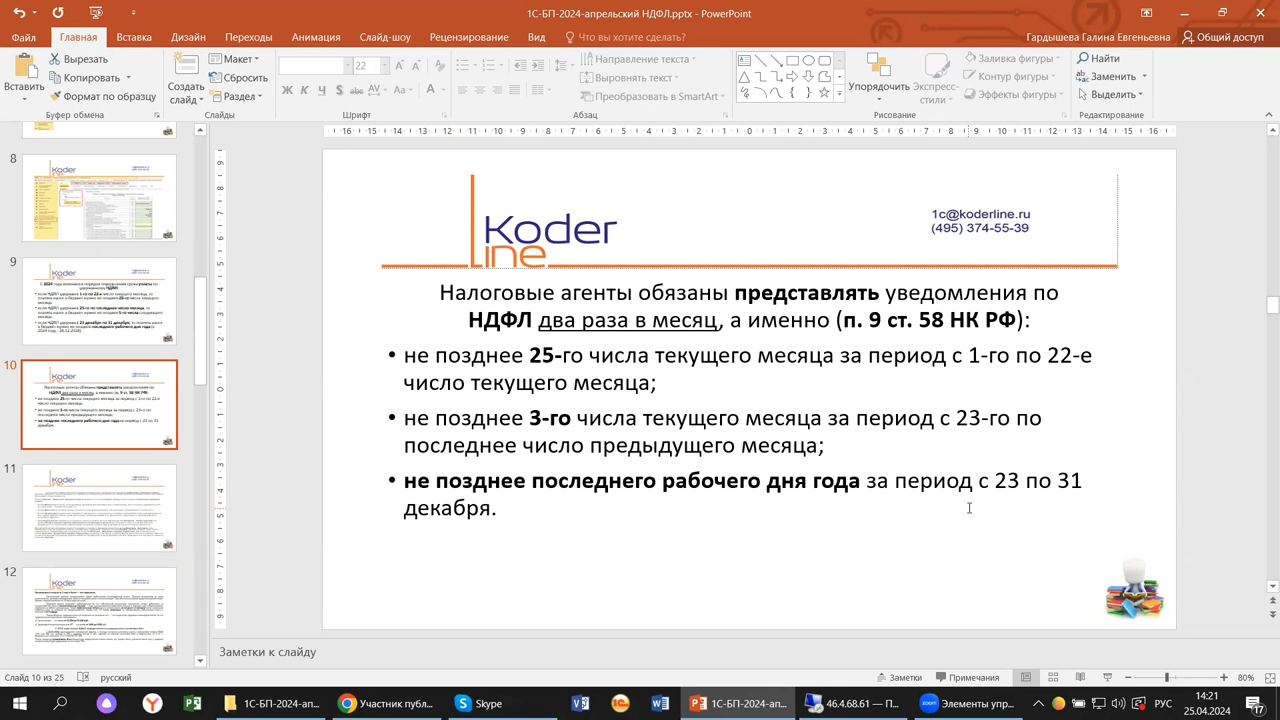 1С-БП-2024-апрельский НДФЛ.pptx - PowerPoint
Файл Главная Вставка Дизайн Переходы Анимация Слайд-шоу Рецензирование Вид Что вы хотите сделать? Гардышева Галина Евгеньевна Общий доступ
Вставить
Вырезать
Копировать
Формат по образцу
Буфер обмена
Создать слайд
Макет
Сбросить
Раздел
Слайды
22
Шрифт
Направление текста
Выровнять текст
Преобразовать в SmartArt
Абзац
Упорядочить
Экспресс-стили
Заливка фигуры
Контур фигуры
Эффекты фигуры
Рисование
Найти
Заменить
Выделить
Редактирование
8
9
10
11
12
Koder
line
1c@koderline.ru
(495) 374-55-39
Налоговые агенты обязаны представлять уведомления по
НДФЛ два раза в месяц, а именно (п. 9 ст. 58 НК РФ):
• не позднее 25-го числа текущего месяца за период с 1-го по 22-е
число текущего месяца;
• не позднее 3-го числа текущего месяца за период с 23-го по
последнее число предыдущего месяца;
• не позднее последнего рабочего дня года за период с 23 по 31
декабря.
Заметки к слайду
Слайд 10 из 25 русский Заметки Примечания 80%
1С-БП-2024-ап... Участник публ... Skype 1С-БП-2024-ап... 46.4.68.61 — П... Элементы упр... РУС
14:21
25.04.2024